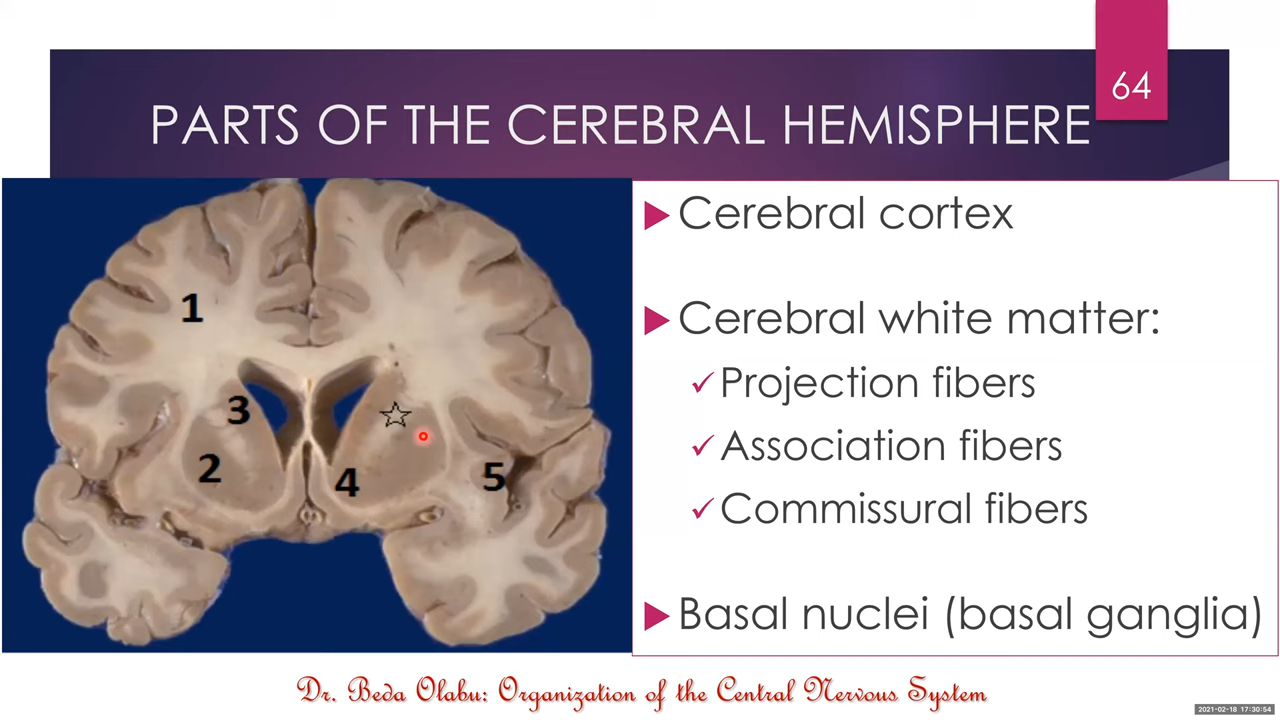 64
PARTS OF THE CEREBRAL HEMISPHERE
1
3
2
4
5
Cerebral cortex
Cerebral white matter:
Projection fibers
Association fibers
Commissural fibers
Basal nuclei (basal ganglia)
Dr. Beda Olabu: Organization of the Central Nervous System
2021-02-18 17:30:54